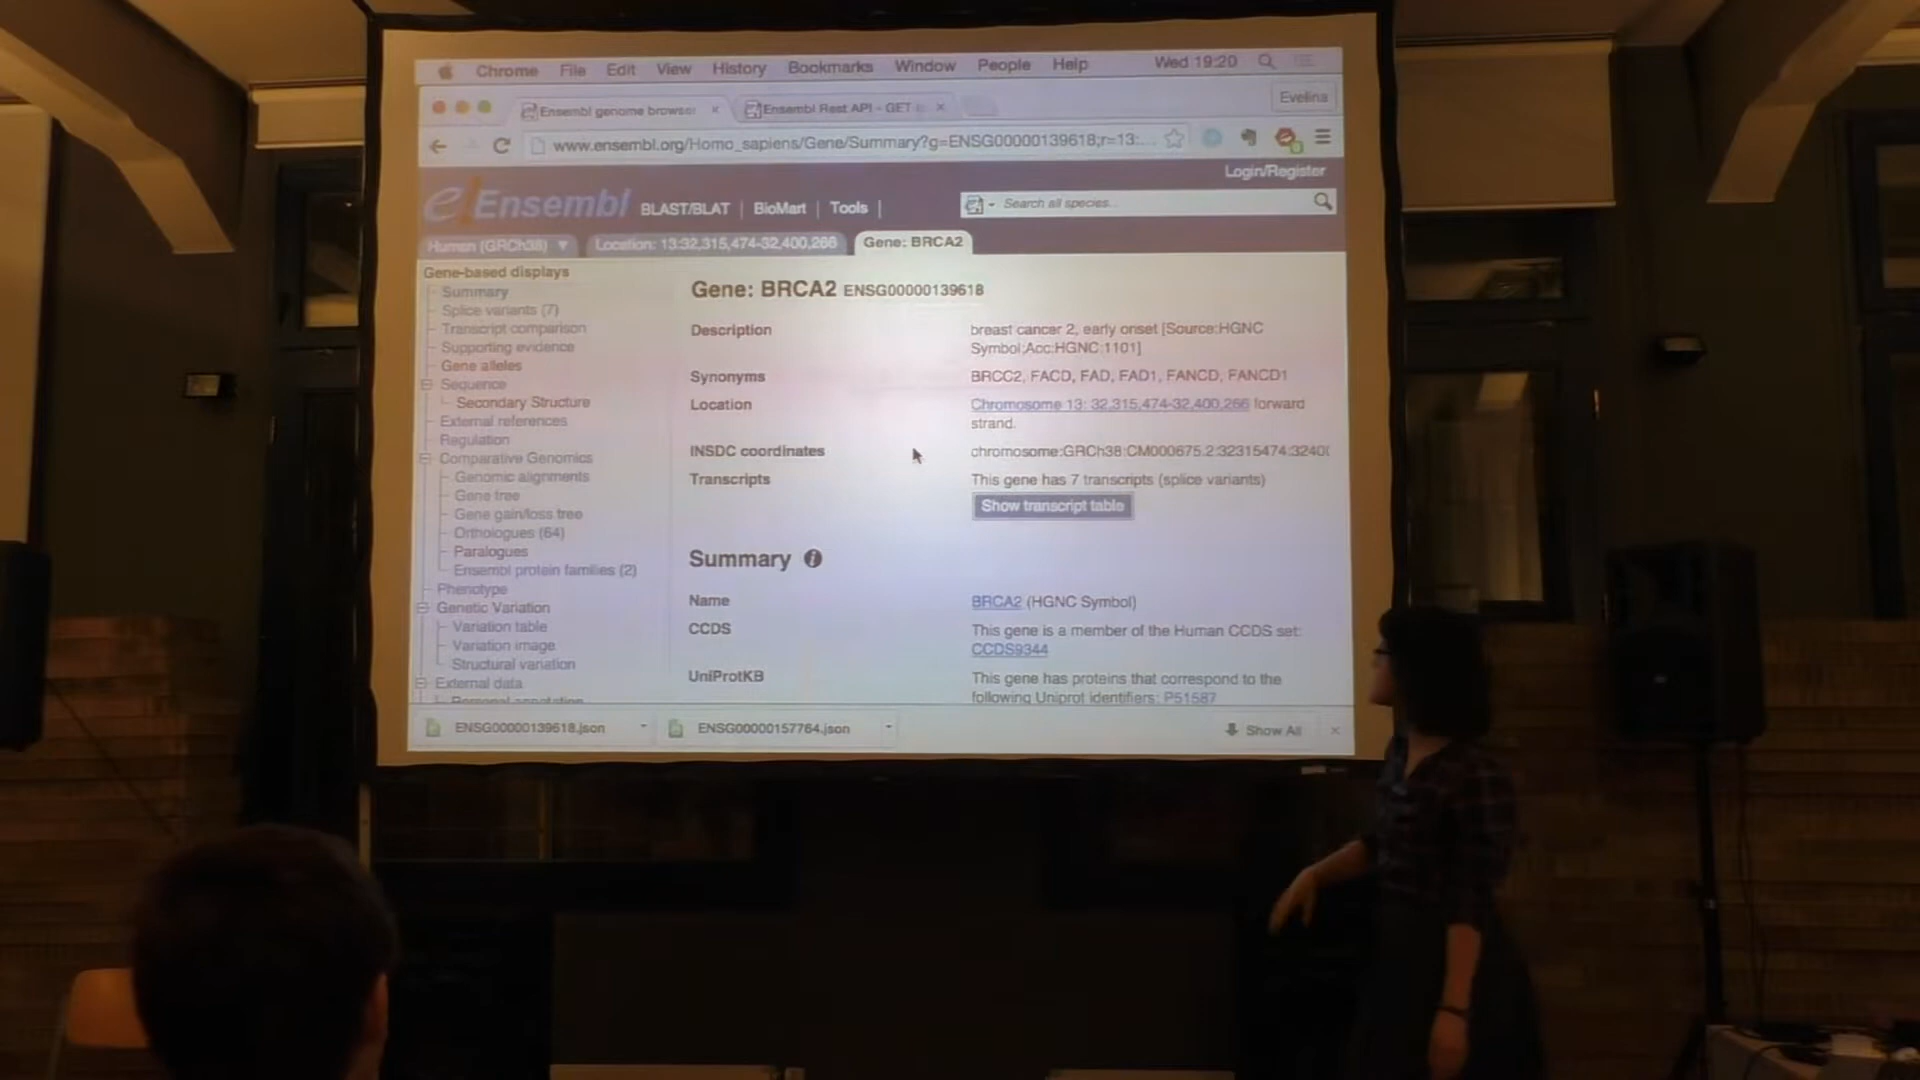 Chrome File Edit View History Bookmarks Window People Help Wed 19:20
Ensembl genome browser × Ensembl Rest API - GET × Evelina
www.ensembl.org/Homo_sapiens/Gene/Summary?g=ENSG00000139618;r=13:...
Login/Register
e!Ensembl BLAST/BLAT | BioMart | Tools | Search all species...
Human (GRCh38) ▼ Location: 13:32,315,474-32,400,266 Gene: BRCA2
Gene-based displays
Summary
Splice variants (7)
Transcript comparison
Supporting evidence
Gene alleles
Sequence
Secondary Structure
External references
Regulation
Comparative Genomics
Genomic alignments
Gene tree
Gene gain/loss tree
Orthologues (64)
Paralogues
Ensembl protein families (2)
Phenotype
Genetic Variation
Variation table
Variation image
Structural variation
External data
Personal annotation
Gene: BRCA2 ENSG00000139618
Description breast cancer 2, early onset [Source:HGNC
Symbol;Acc:HGNC:1101]
Synonyms BRCC2, FACD, FAD, FAD1, FANCD, FANCD1
Location Chromosome 13: 32,315,474-32,400,266 forward
strand.
INSDC coordinates chromosome:GRCh38:CM000675.2:32315474:3240
Transcripts This gene has 7 transcripts (splice variants)
Show transcript table
Summary i
Name BRCA2 (HGNC Symbol)
CCDS This gene is a member of the Human CCDS set:
CCDS9344
UniProtKB This gene has proteins that correspond to the
following Uniprot identifiers: P51587
ENSG00000139618.json ENSG00000157764.json Show All ×